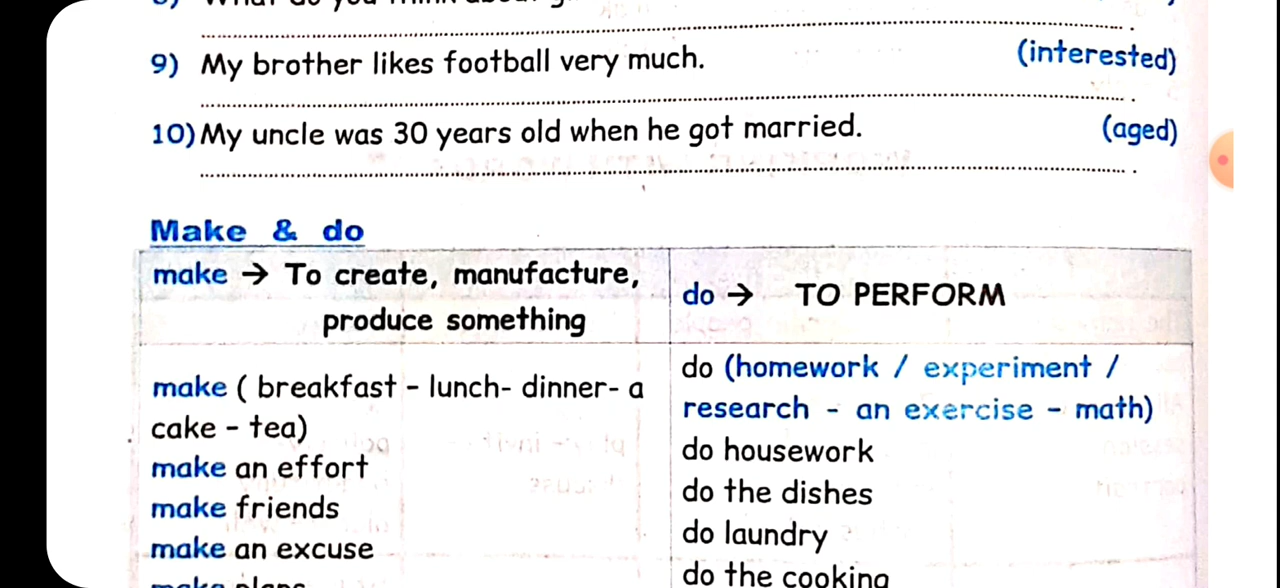 9) My brother likes football very much. (interested)
10) My uncle was 30 years old when he got married. (aged)
Make & do
make → To create, manufacture,
produce something
do → TO PERFORM
make ( breakfast - lunch- dinner- a
cake - tea)
make an effort
make friends
make an excuse
make plans
do (homework / experiment /
research - an exercise - math)
do housework
do the dishes
do laundry
do the cooking